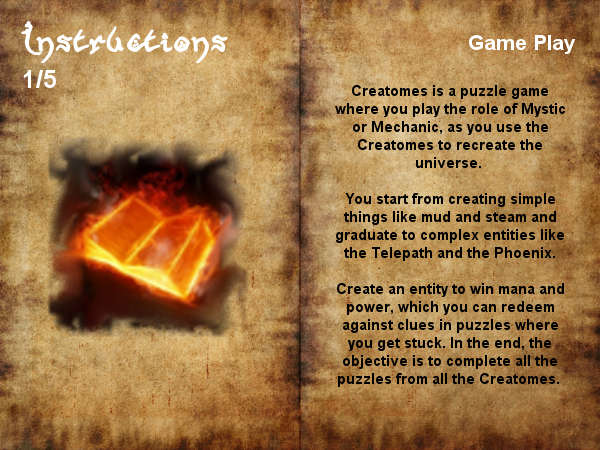 Instructions
1/5
Game Play
Creatomes is a puzzle game
where you play the role of Mystic
or Mechanic, as you use the
Creatomes to recreate the
universe.
You start from creating simple
things like mud and steam and
graduate to complex entities like
the Telepath and the Phoenix.
Create an entity to win mana and
power, which you can redeem
against clues in puzzles where
you get stuck. In the end, the
objective is to complete all the
puzzles from all the Creatomes.